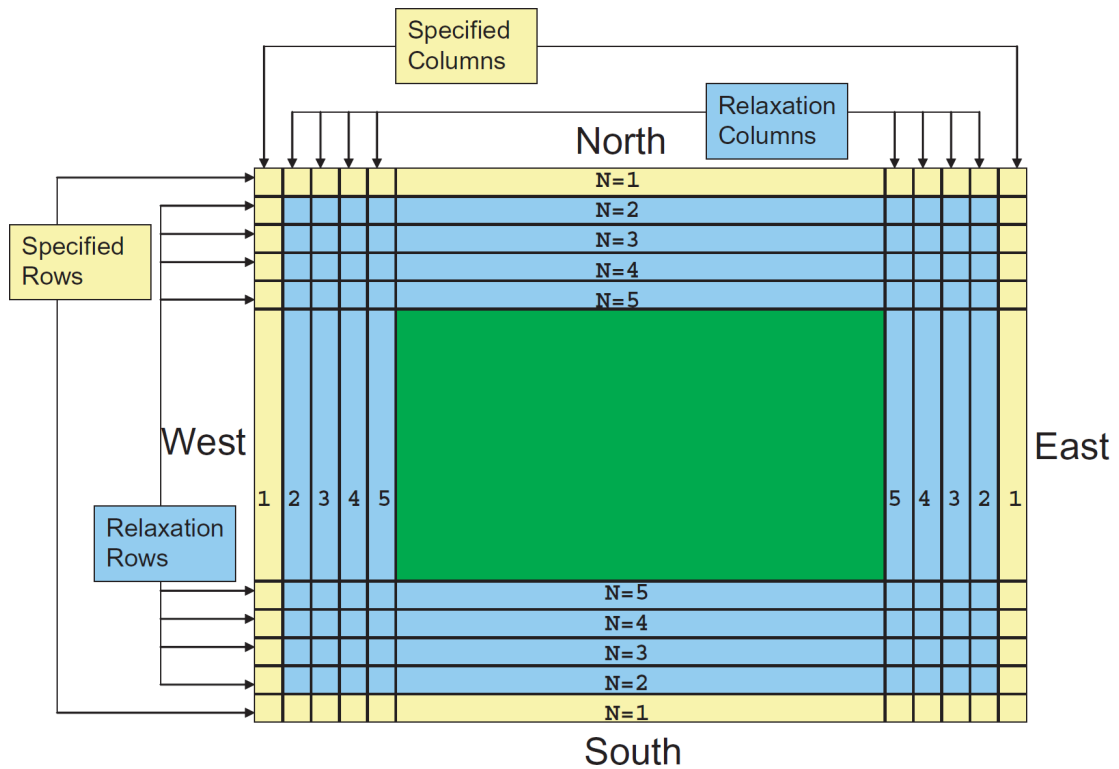 Specified
Columns
Relaxation
Columns
North
N=1
N=2
N=3
N=4
N=5
Specified
Rows
West
East
1 2 3 4 5 5 4 3 2 1
Relaxation
Rows
N=5
N=4
N=3
N=2
N=1
South